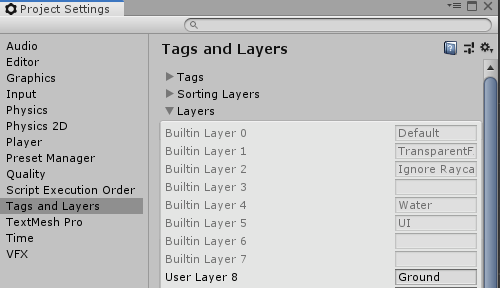 Project Settings
Audio
Editor
Graphics
Input
Physics
Physics 2D
Player
Preset Manager
Quality
Script Execution Order
Tags and Layers
TextMesh Pro
Time
VFX
Tags and Layers
Tags
Sorting Layers
Layers
Builtin Layer 0 Default
Builtin Layer 1 TransparentF
Builtin Layer 2 Ignore Rayca
Builtin Layer 3
Builtin Layer 4 Water
Builtin Layer 5 UI
Builtin Layer 6
Builtin Layer 7
User Layer 8 Ground